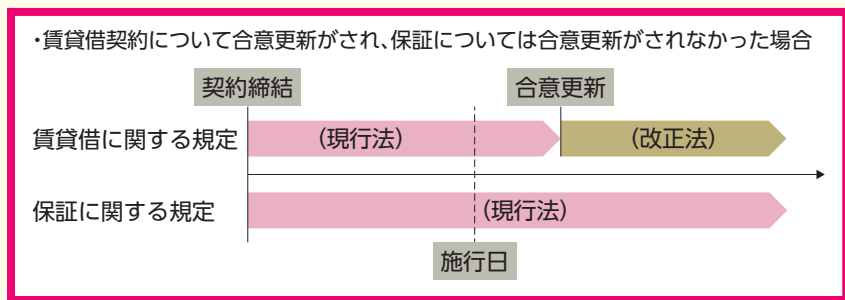 ・賃貸借契約について合意更新がされ、保証については合意更新がされなかった場合
契約締結
合意更新
賃貸借に関する規定
(現行法)
(改正法)
保証に関する規定
(現行法)
施行日